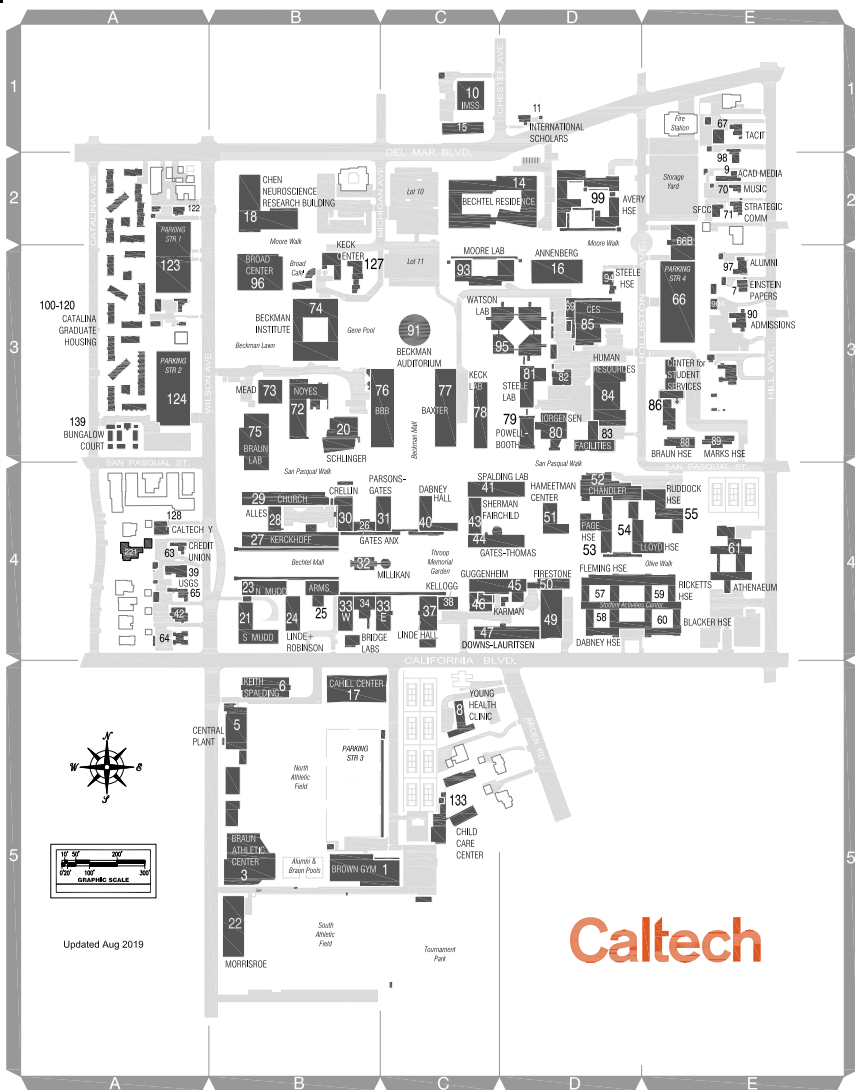 A B C D E
1
10
IMSS
15
CHESTER AVE.
11
INTERNATIONAL
SCHOLARS
Fire
Station
67
TACIT
1
DEL MAR BLVD.
98
9
ACAD MEDIA
70
MUSIC
SFCC
71
STRATEGIC
COMM
Storage
Yard
2
CATALINA AVE.
122
CHEN
NEUROSCIENCE
RESEARCH BUILDING
18
Moore Walk
MICHIGAN AVE.
Lot 10
14
BECHTEL RESIDENCE
99
AVERY
HSE
Moore Walk
2
PARKING
STR 1
123
BROAD
CENTER
96
Broad
Café
KECK
CENTER
127
Lot 11
MOORE LAB
93
ANNENBERG
16
94
STEELE
HSE
66B
PARKING
STR 4
66
97
ALUMNI
7
EINSTEIN
PAPERS
90A
90
ADMISSIONS
HOLLISTON AVE.
HILL AVE.
3
100-120
CATALINA
GRADUATE
HOUSING
74
BECKMAN
INSTITUTE
Beckman Lawn
Gene Pool
91
BECKMAN
AUDITORIUM
WATSON
LAB
95
69
CES
85
PARKING
STR 2
124
WILSON AVE.
HUMAN
RESOURCES
84
CENTER for
STUDENT
SERVICES
86
3
139
BUNGALOW
COURT
MEAD
73
NOYES
72
75
BRAUN
LAB
20
SCHLINGER
76
BBB
77
BAXTER
Beckman Mall
KECK
LAB
78
81
STEELE
LAB
82
79
POWELL-
BOOTH
JORGENSEN
80
83
FACILITIES
88
BRAUN HSE
89
MARKS HSE
SAN PASQUAL ST.
San Pasqual Walk
San Pasqual Walk
SAN PASQUAL ST.
128
CALTECH Y
221
63
CREDIT
UNION
39
USGS
65
42
64
4
29
CHURCH
ALLES
28
27
KERCKHOFF
CRELLIN
30
26
PARSONS-
GATES
31
GATES ANX
DABNEY
HALL
40
SPALDING LAB
41
SHERMAN
FAIRCHILD
43
44
GATES-THOMAS
HAMEETMAN
CENTER
51
52
CHANDLER
PAGE
HSE
53
54
LLOYD HSE
RUDDOCK
HSE
55
Olive Walk
61
ATHENAEUM
4
Bechtel Mall
32
MILLIKAN
Throop
Memorial
Garden
23
N MUDD
ARMS
25
21
S MUDD
24
LINDE+
ROBINSON
33
W
34
33
E
BRIDGE
LABS
KELLOGG
37
38
LINDE HALL
GUGGENHEIM
45
46
KARMAN
47
DOWNS-LAURITSEN
FIRESTONE
50
49
FLEMING HSE
57
59
RICKETTS
HSE
Student Activities Center
58
60
DABNEY HSE
BLACKER HSE
CALIFORNIA BLVD.
KEITH
SPALDING
6
CAHILL CENTER
17
8
YOUNG
HEALTH
CLINIC
ARDEN RD.
CENTRAL
PLANT
5
North
Athletic
Field
PARKING
STR 3
133
CHILD
CARE
CENTER
N
W E
S
5
5
BRAUN
ATHLETIC
CENTER
3
Alumni &
Braun Pools
BROWN GYM 1
10' 50' 200'
0'20' 100' 300'
GRAPHIC SCALE
Updated Aug 2019
22
MORRISROE
South
Athletic
Field
Tournament
Park
Caltech
A B C D E